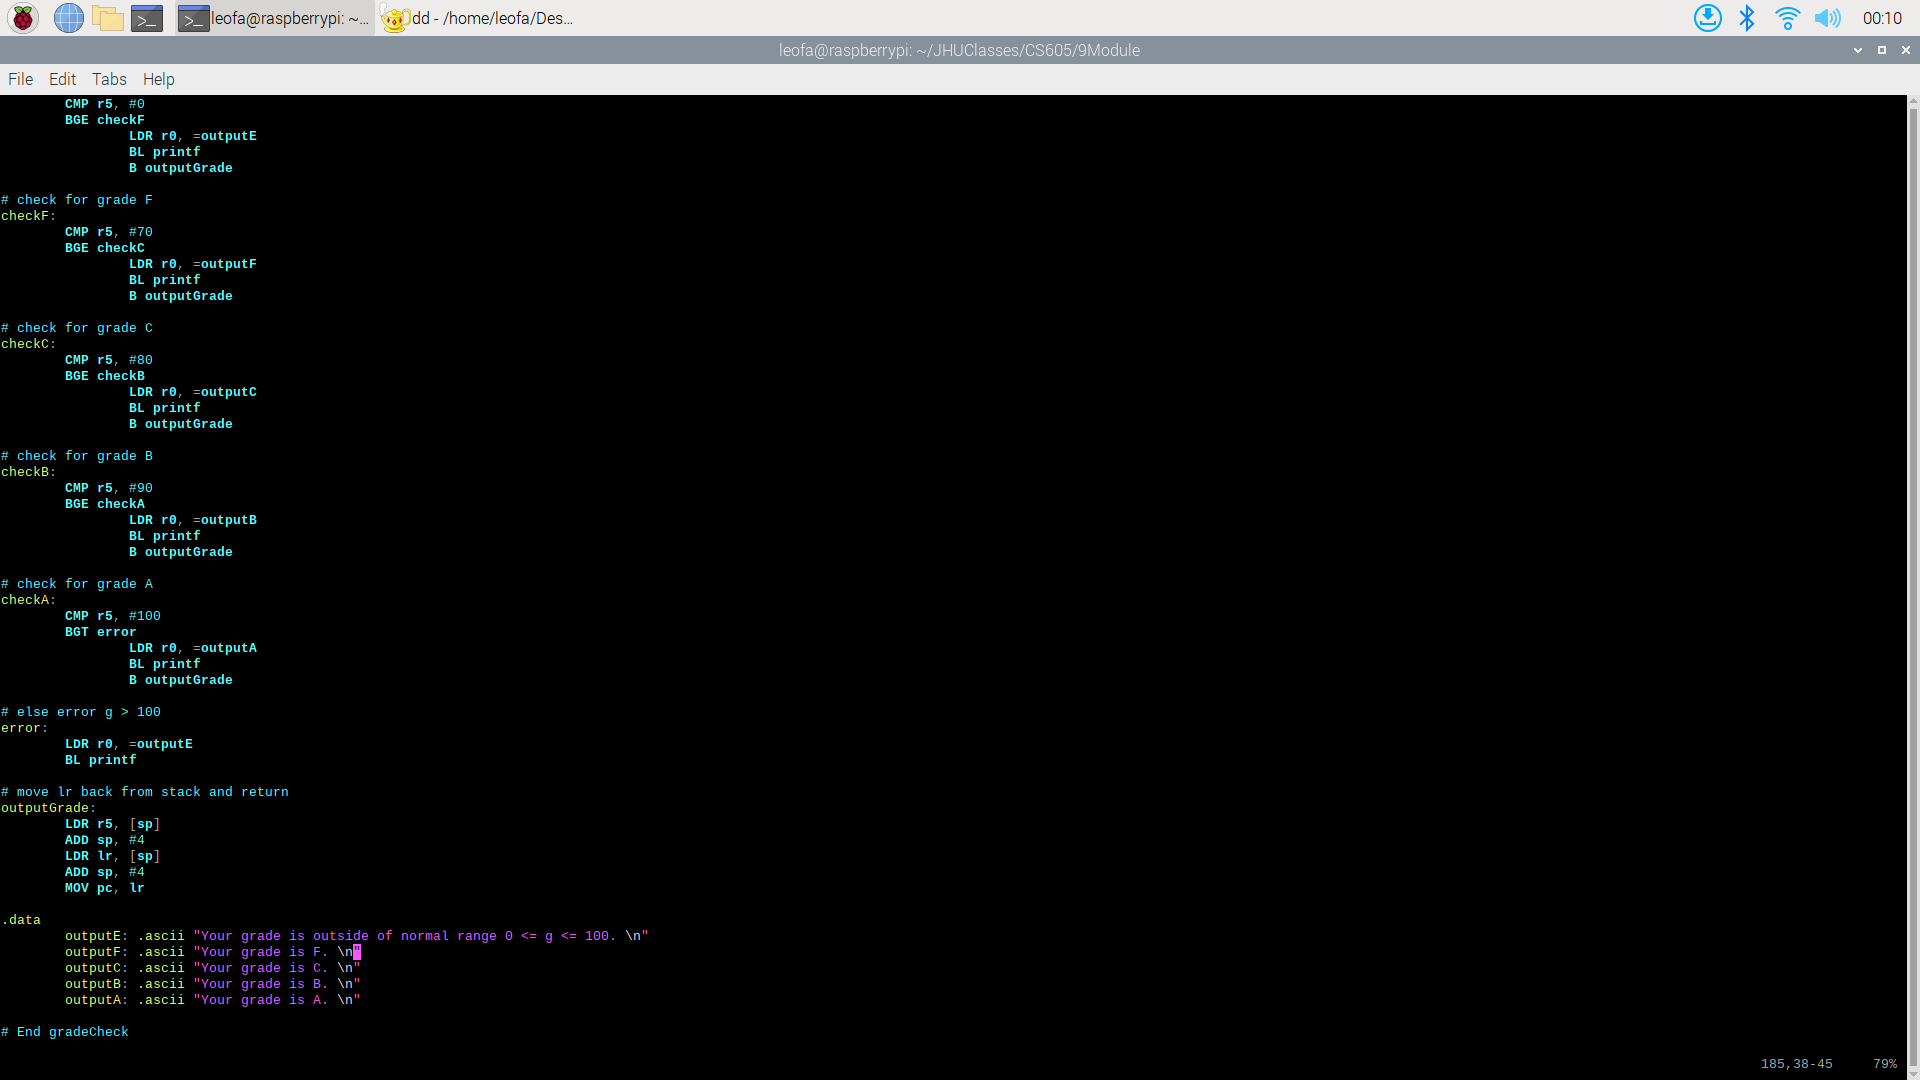 leofa@raspberrypi: ~... dd - /home/leofa/Des... 00:10
leofa@raspberrypi: ~/JHUClasses/CS605/9Module
File Edit Tabs Help
CMP r5, #0
BGE checkF
LDR r0, =outputE
BL printf
B outputGrade
# check for grade F
checkF:
CMP r5, #70
BGE checkC
LDR r0, =outputF
BL printf
B outputGrade
# check for grade C
checkC:
CMP r5, #80
BGE checkB
LDR r0, =outputC
BL printf
B outputGrade
# check for grade B
checkB:
CMP r5, #90
BGE checkA
LDR r0, =outputB
BL printf
B outputGrade
# check for grade A
checkA:
CMP r5, #100
BGT error
LDR r0, =outputA
BL printf
B outputGrade
# else error g > 100
error:
LDR r0, =outputE
BL printf
# move lr back from stack and return
outputGrade:
LDR r5, [sp]
ADD sp, #4
LDR lr, [sp]
ADD sp, #4
MOV pc, lr
.data
outputE: .ascii "Your grade is outside of normal range 0 <= g <= 100. \n"
outputF: .ascii "Your grade is F. \n"
outputC: .ascii "Your grade is C. \n"
outputB: .ascii "Your grade is B. \n"
outputA: .ascii "Your grade is A. \n"
# End gradeCheck
185,38-45 79%